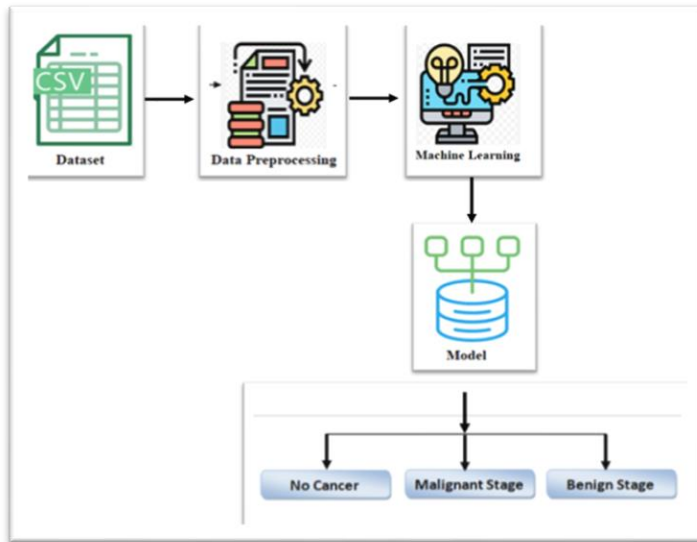 CSV
Dataset
Data Preprocessing
Machine Learning
Model
No Cancer
Malignant Stage
Benign Stage